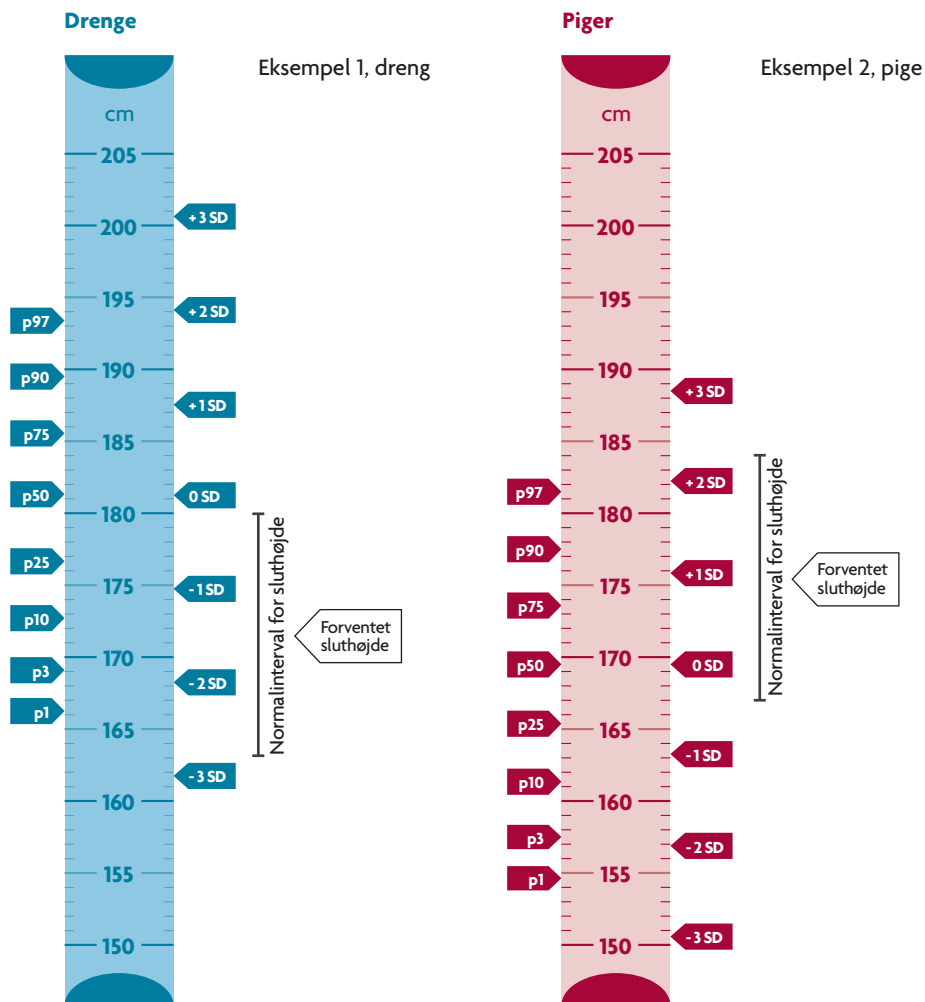 Drenge
Eksempel 1, dreng
cm
205
200
195
190
185
180
175
170
165
160
155
150
p97
p90
p75
p50
p25
p10
p3
p1
+3 SD
+2 SD
+1 SD
0 SD
-1 SD
-2 SD
-3 SD
Normalinterval for sluthøjde
Forventet
sluthøjde
Piger
Eksempel 2, pige
cm
205
200
195
190
185
180
175
170
165
160
155
150
p97
p90
p75
p50
p25
p10
p3
p1
+3 SD
+2 SD
+1 SD
0 SD
-1 SD
-2 SD
-3 SD
Normalinterval for sluthøjde
Forventet
sluthøjde